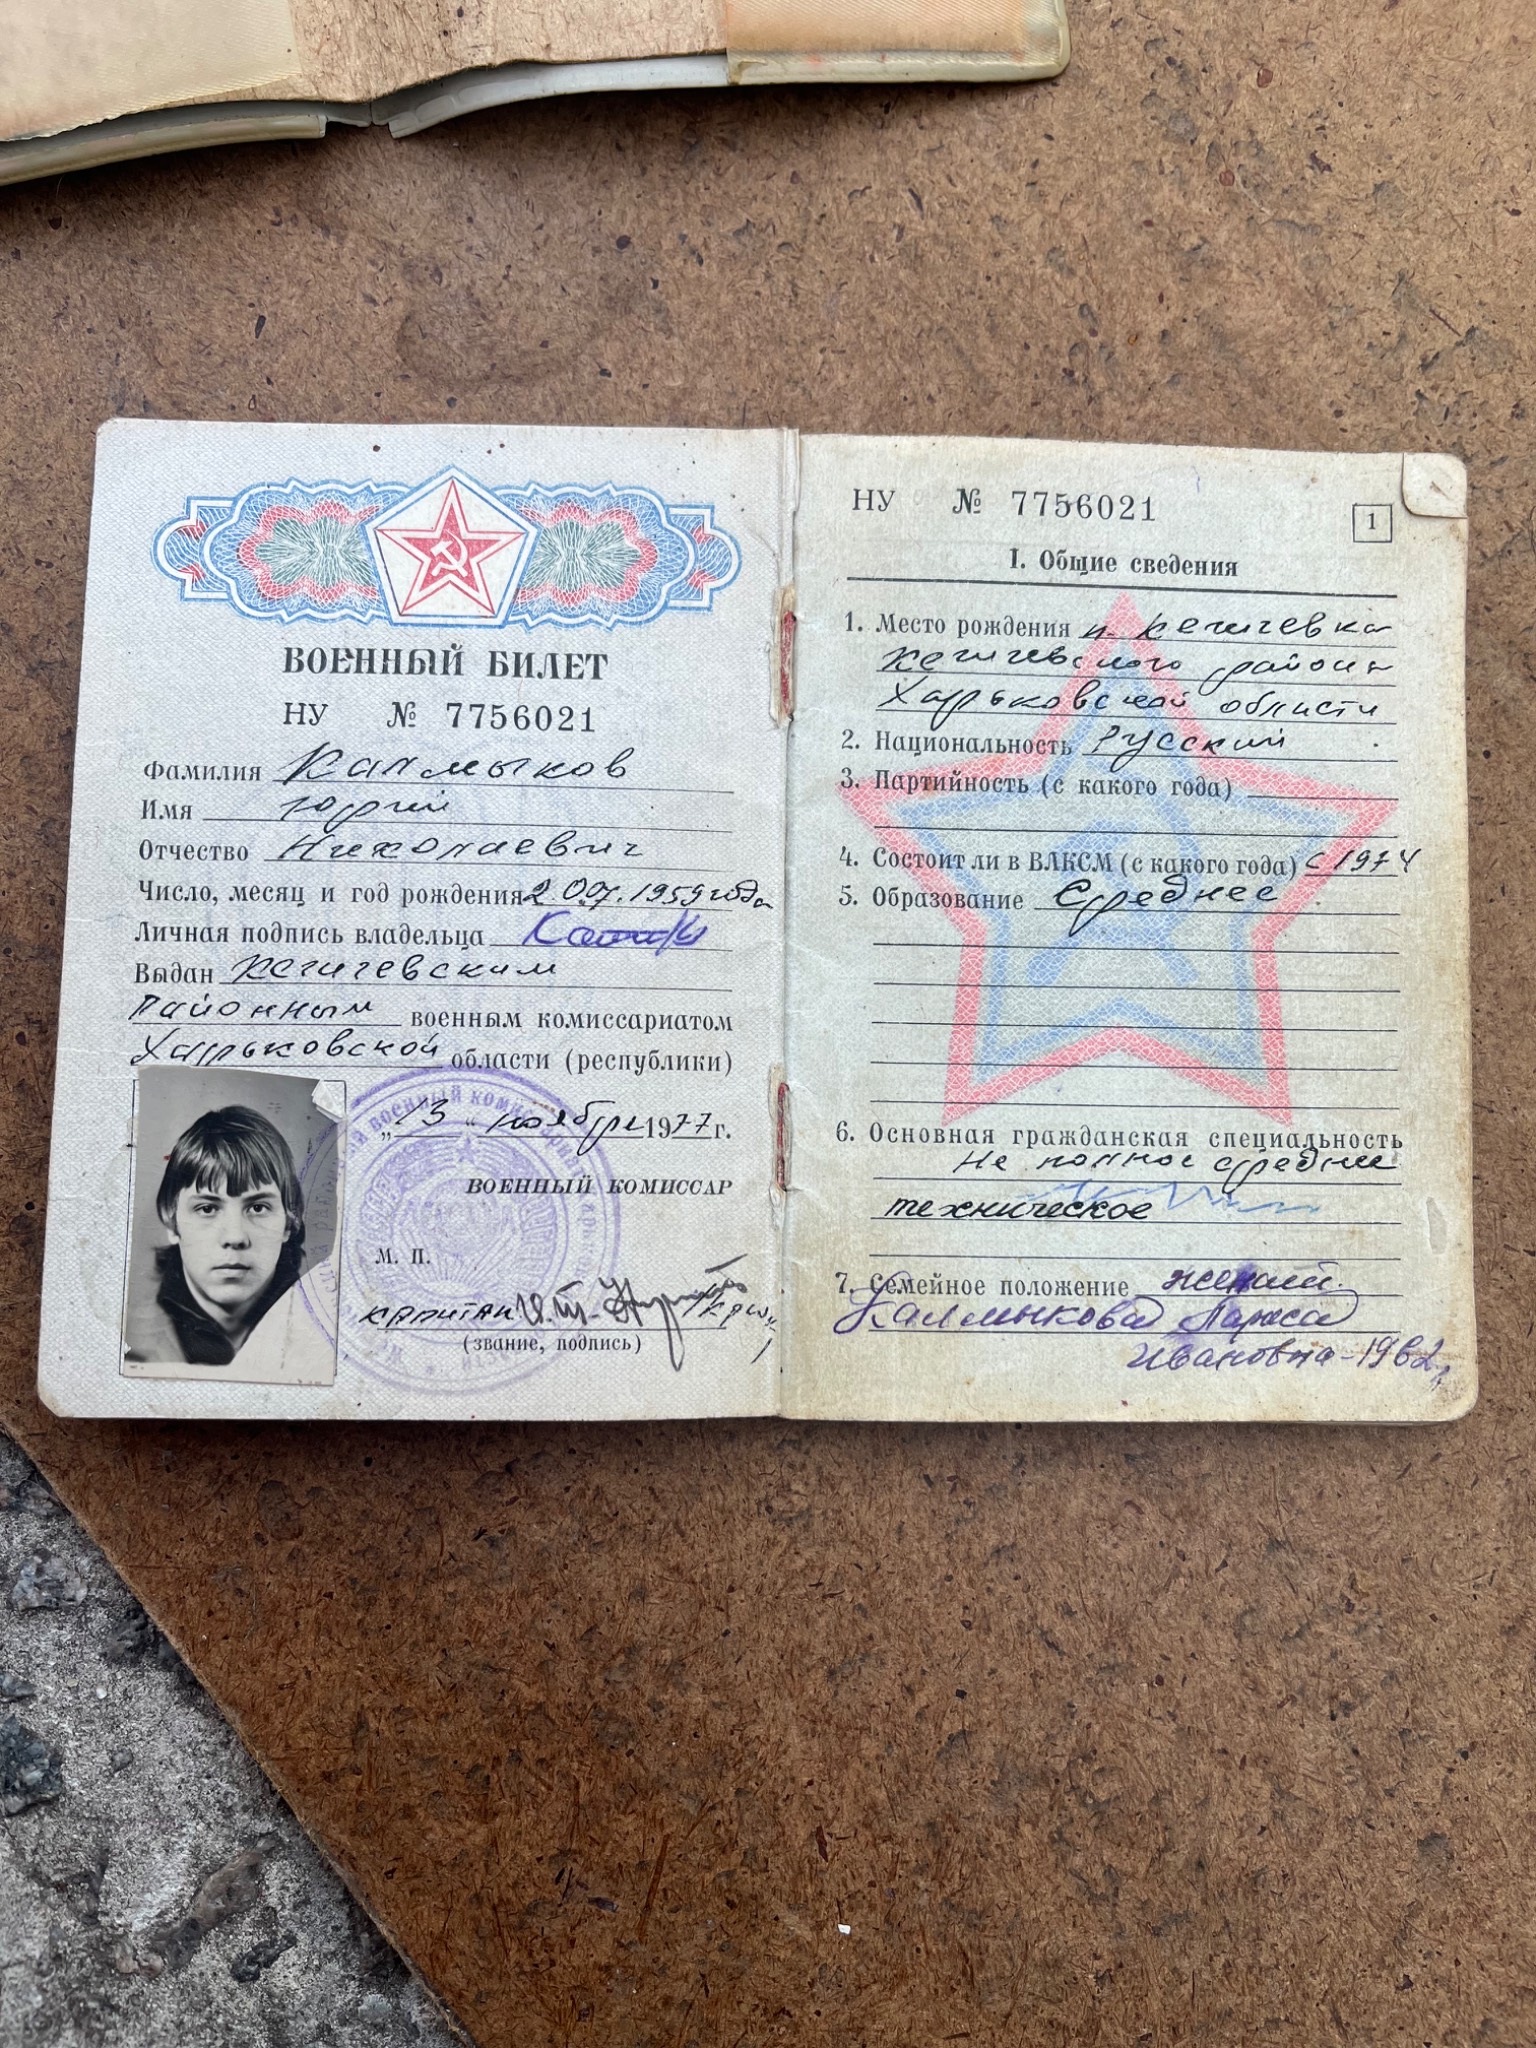 ВОЕННЫЙ БИЛЕТ
НУ № 7756021
Фамилия Калмыков
Имя Юрий
Отчество Николаевич
Число, месяц и год рождения 2.07.1959 года
Личная подпись владельца
Выдан Кегичевским
Районным военным комиссариатом
Харьковской области (республики)
„13“ ноября 1977 г.
ВОЕННЫЙ КОМИССАР
М. П.
капитан
(звание, подпись)
НУ № 7756021
1
I. Общие сведения
1. Место рождения п. Кегичевка
Кегичевского района
Харьковской области
2. Национальность Русский
3. Партийность (с какого года)
4. Состоит ли в ВЛКСМ (с какого года) с 1974
5. Образование Среднее
6. Основная гражданская специальность
Не полное среднее
техническое
7. Семейное положение
Калмыкова Лариса
Ивановна - 1962 г.